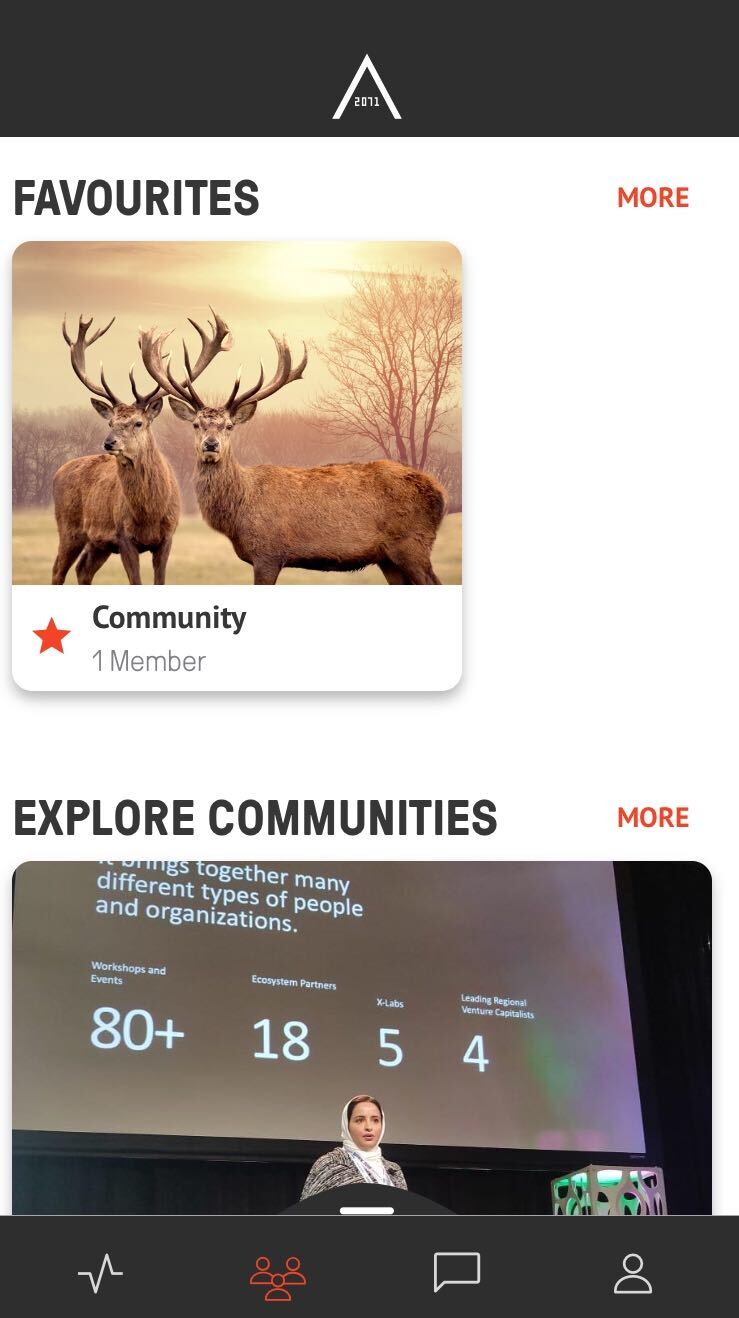 2071
FAVOURITES
MORE
Community
1 Member
EXPLORE COMMUNITIES
MORE
It brings together many
different types of people
and organizations.
Workshops and
Events
80+
Ecosystem Partners
18
X-Labs
5
Leading Regional
Venture Capitalists
4